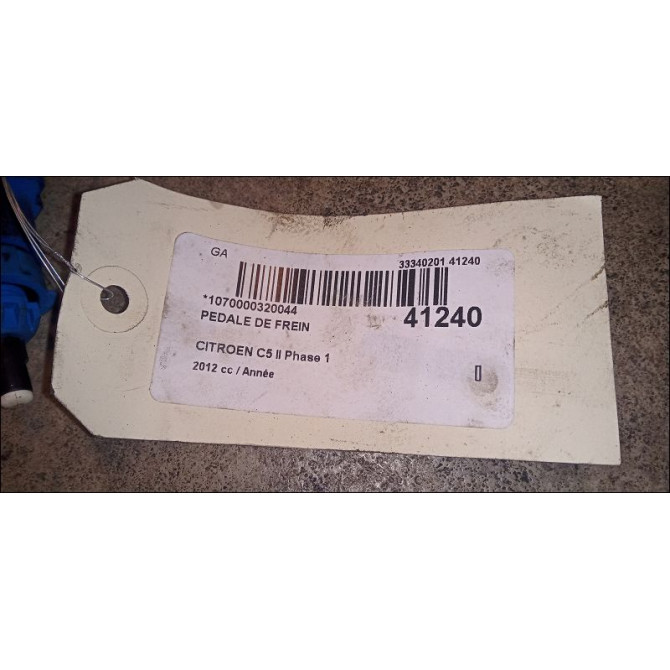 GA
33340201 41240
*1070000320044
41240
PEDALE DE FREIN
CITROEN C5 II Phase 1
2012 cc / Année